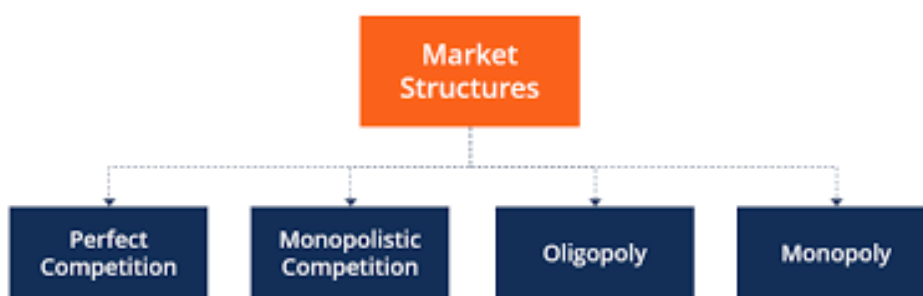 Market
Structures
Perfect
Competition
Monopolistic
Competition
Oligopoly
Monopoly